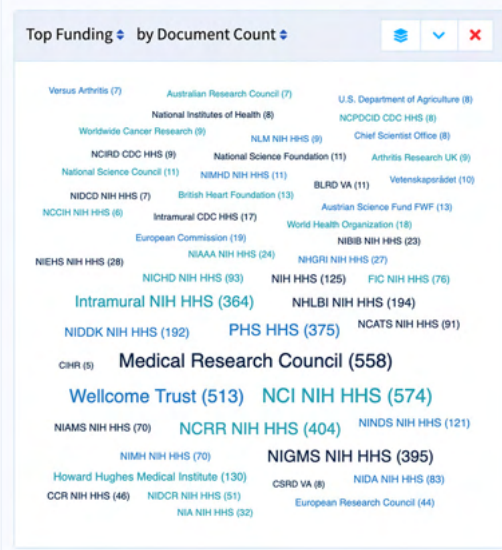 Top Funding by Document Count
Versus Arthritis (7)
Australian Research Council (7)
U.S. Department of Agriculture (8)
National Institutes of Health (8)
NCPDCID CDC HHS (8)
Worldwide Cancer Research (9)
NLM NIH HHS (9)
Chief Scientist Office (8)
NCIRD CDC HHS (9)
National Science Foundation (11)
Arthritis Research UK (9)
National Science Council (11)
NIMHD NIH HHS (11)
BLRD VA (11)
Vetenskapsrådet (10)
NIDCD NIH HHS (7)
British Heart Foundation (13)
Austrian Science Fund FWF (13)
NCCIH NIH HHS (6)
Intramural CDC HHS (17)
World Health Organization (18)
European Commission (19)
NIBIB NIH HHS (23)
NIEHS NIH HHS (28)
NIAAA NIH HHS (24)
NHGRI NIH HHS (27)
NICHD NIH HHS (93)
NIH HHS (125)
FIC NIH HHS (76)
Intramural NIH HHS (364)
NHLBI NIH HHS (194)
NIDDK NIH HHS (192)
PHS HHS (375)
NCATS NIH HHS (91)
CIHR (5)
Medical Research Council (558)
Wellcome Trust (513)
NCI NIH HHS (574)
NIAMS NIH HHS (70)
NCRR NIH HHS (404)
NINDS NIH HHS (121)
NIMH NIH HHS (70)
NIGMS NIH HHS (395)
Howard Hughes Medical Institute (130)
CSRD VA (8)
NIDA NIH HHS (83)
CCR NIH HHS (46)
NIDCR NIH HHS (51)
European Research Council (44)
NIA NIH HHS (32)